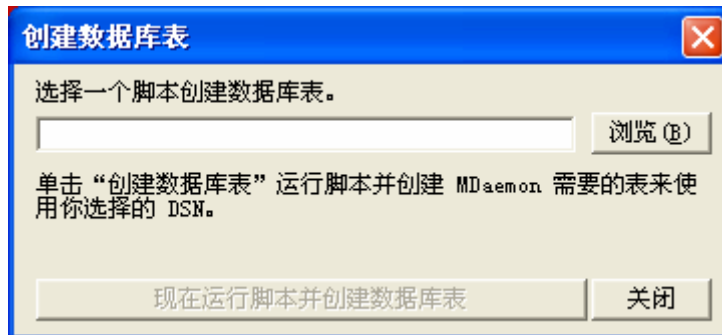 创建数据库表
选择一个脚本创建数据库表。
浏览(B)
单击“创建数据库表”运行脚本并创建 MDaemon 需要的表来使
用你选择的 DSN。
现在运行脚本并创建数据库表
关闭